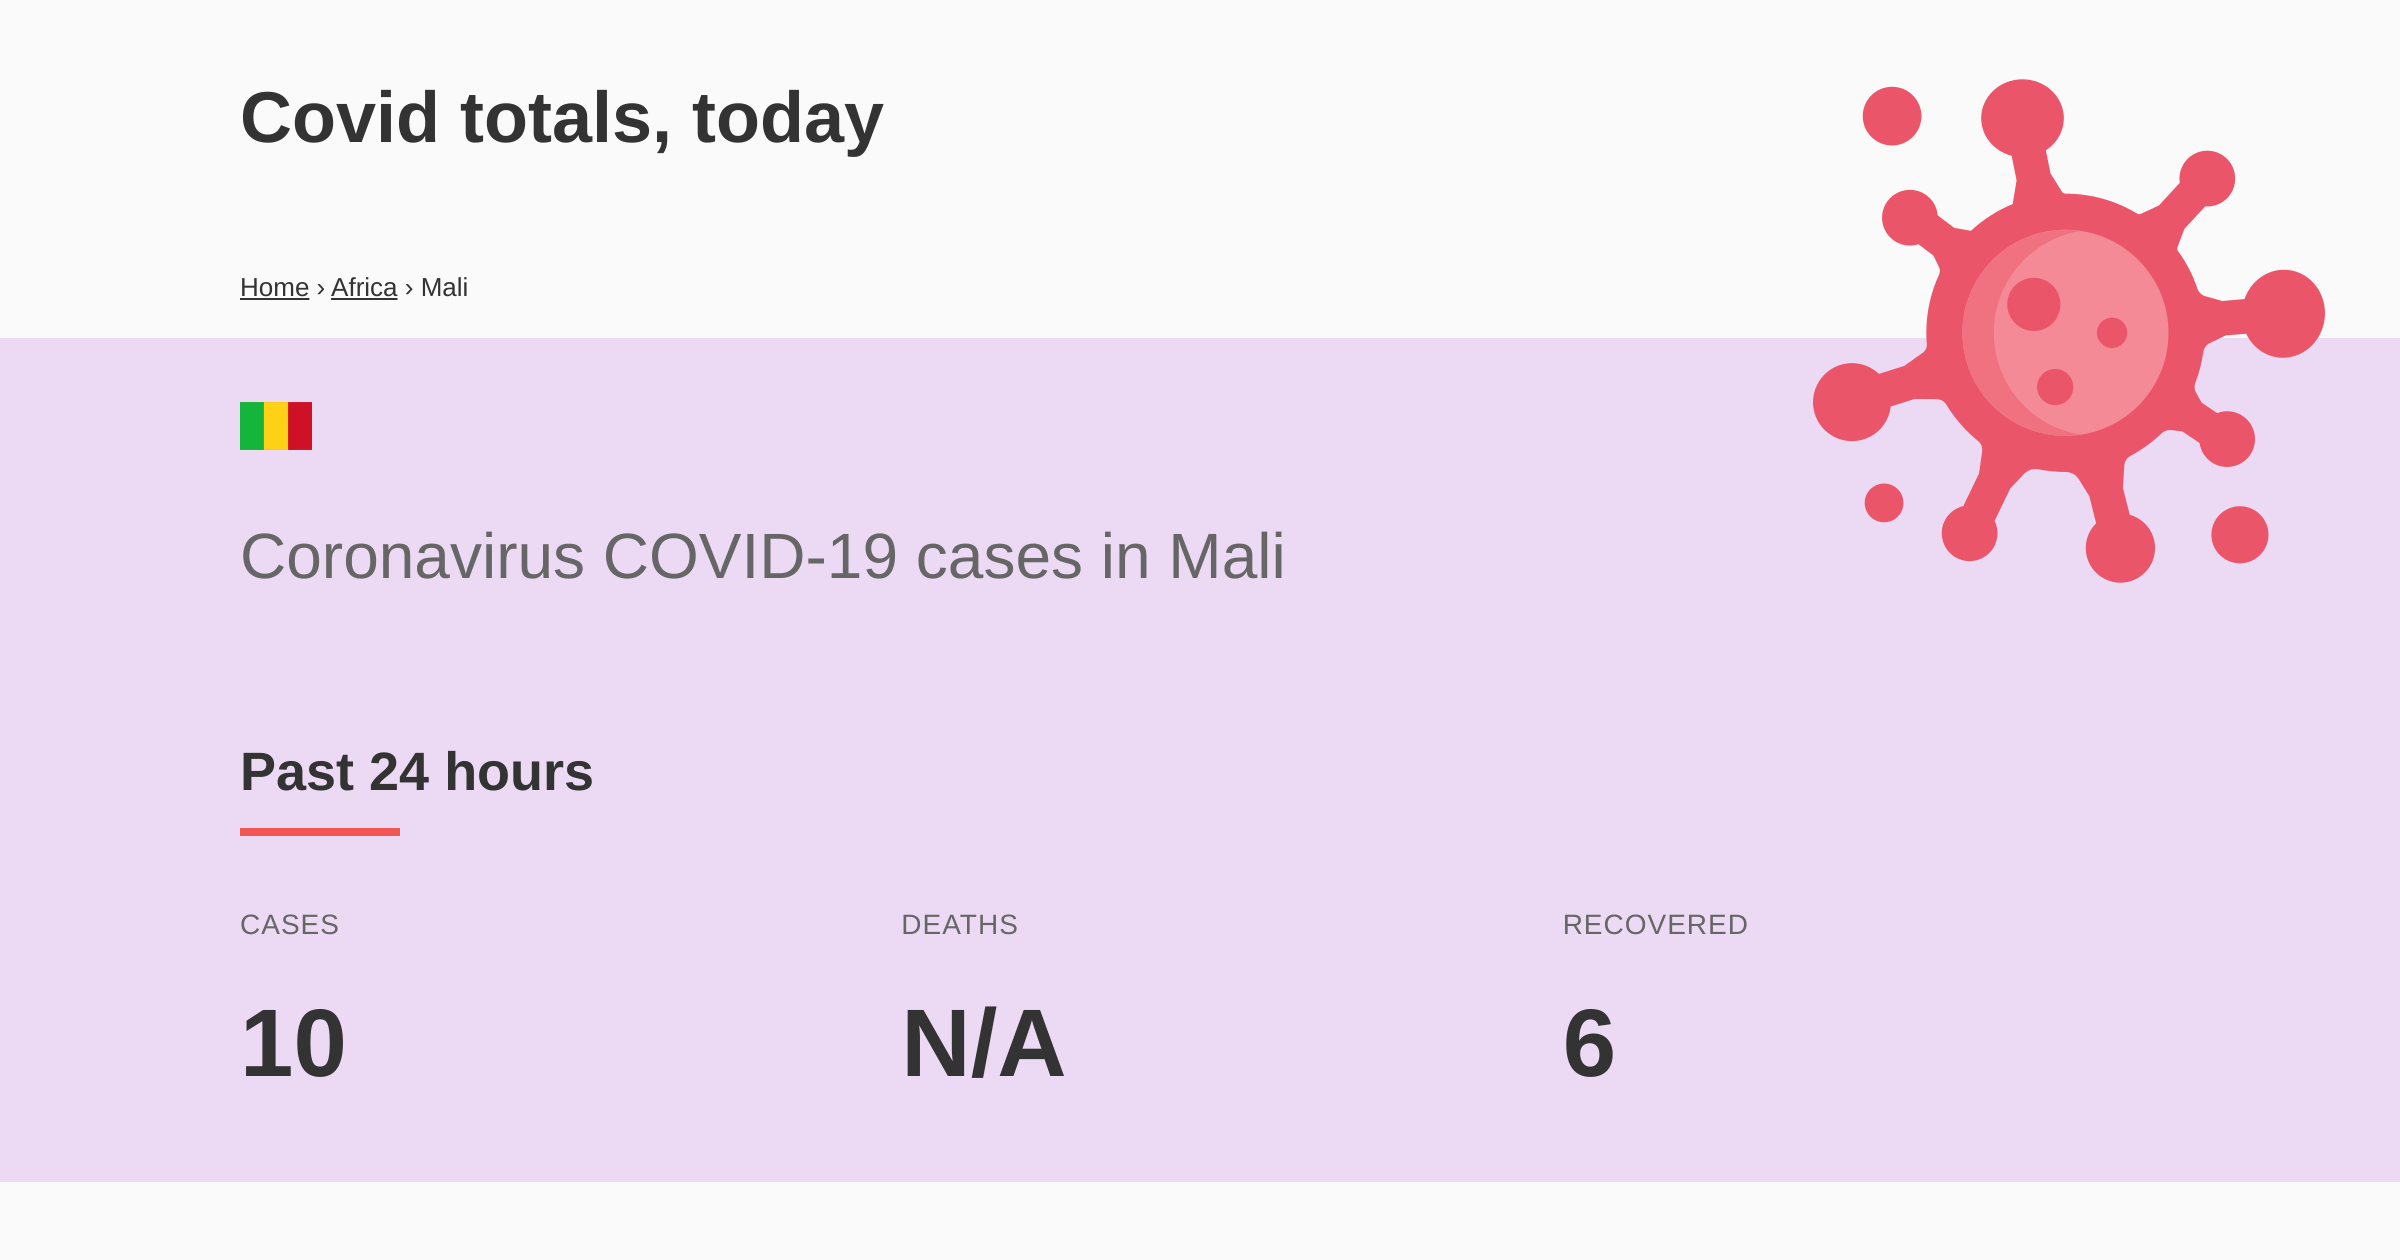 Covid totals, today
Home › Africa › Mali
Coronavirus COVID-19 cases in Mali
Past 24 hours
CASES DEATHS RECOVERED
10 N/A 6